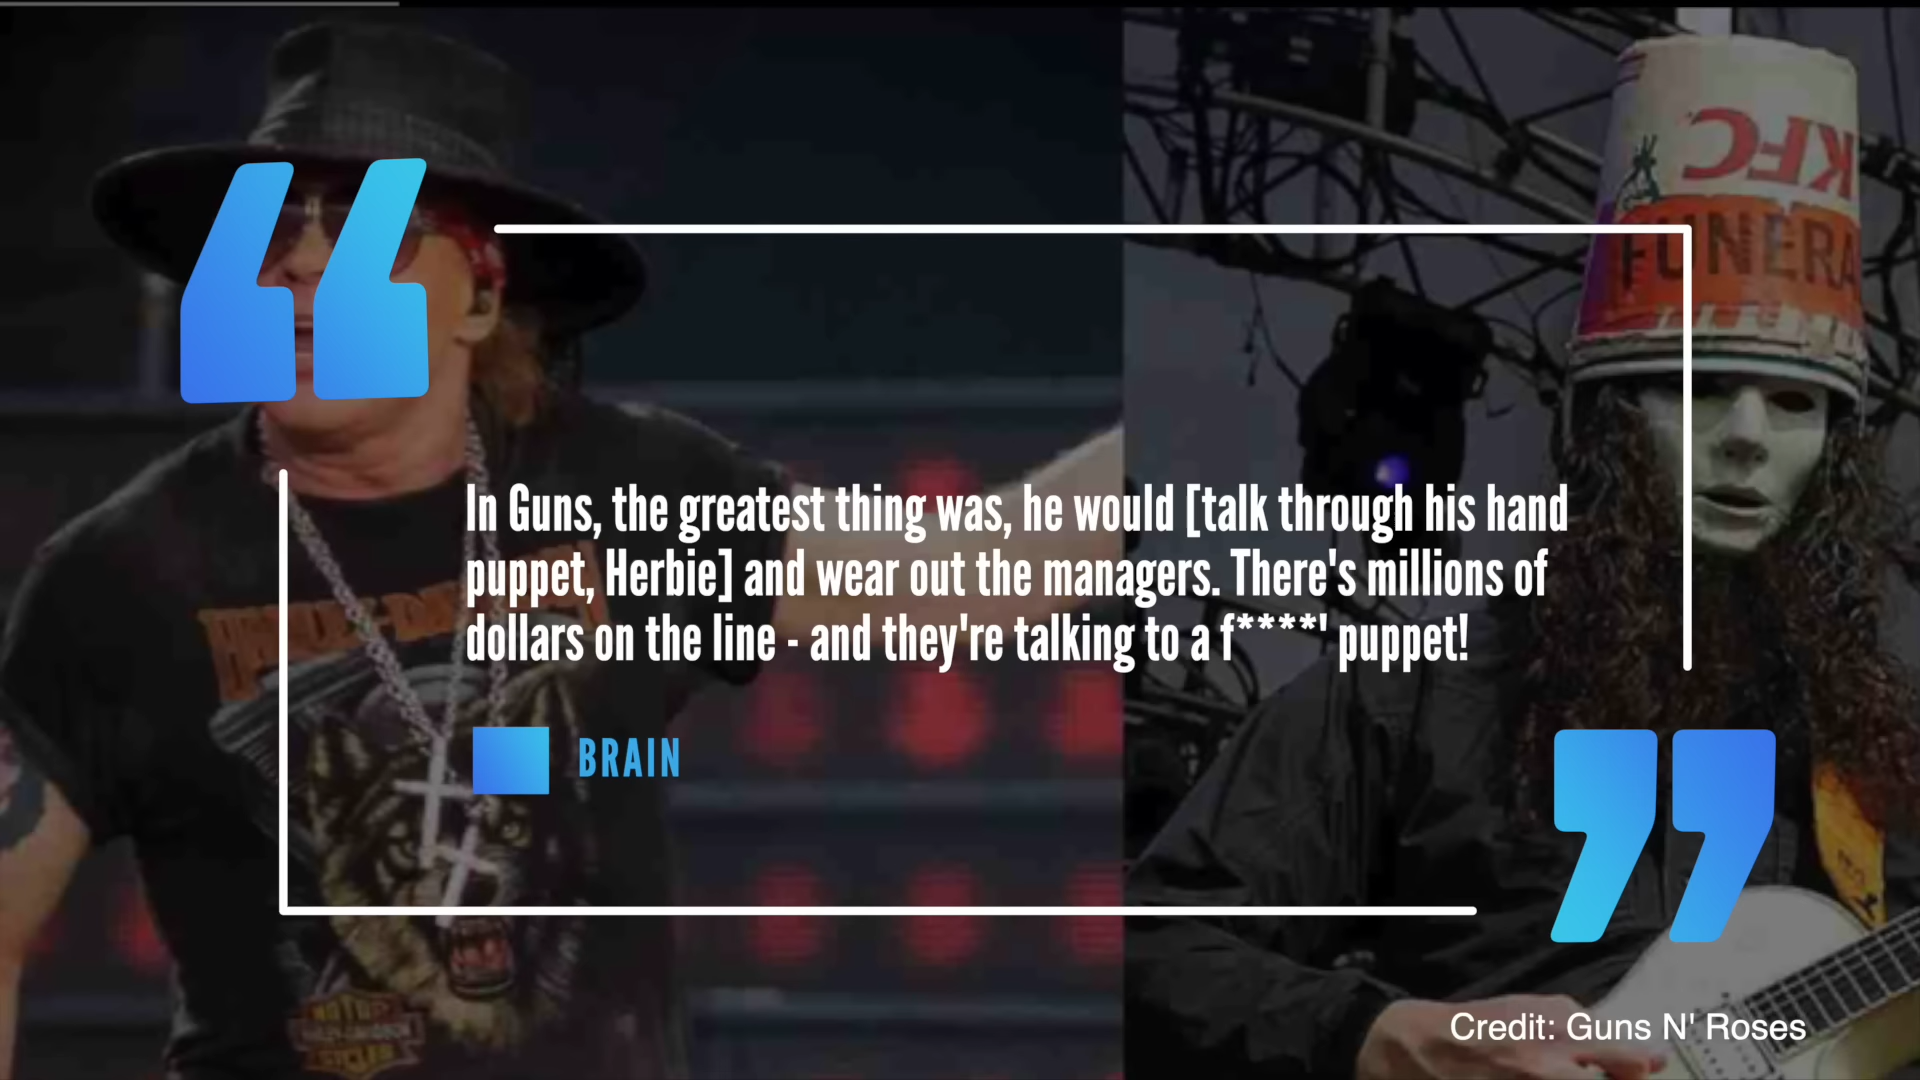 KFC
FUNERA
In Guns, the greatest thing was, he would [talk through his hand
puppet, Herbie] and wear out the managers. There's millions of
dollars on the line - and they're talking to a f****' puppet!
BRAIN
Credit: Guns N' Roses